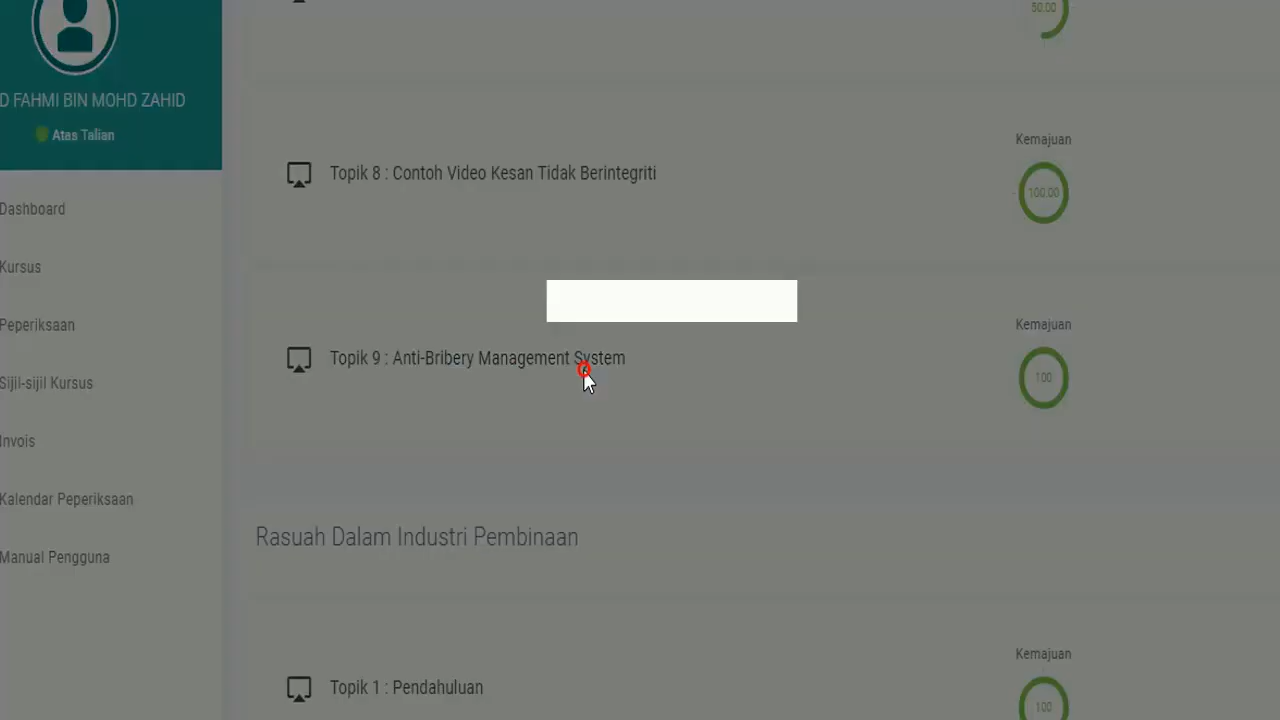 50.00
D FAHMI BIN MOHD ZAHID
Atas Talian
Dashboard
Kursus
Peperiksaan
Sijil-sijil Kursus
Invois
Kalendar Peperiksaan
Manual Pengguna
Kemajuan
Topik 8 : Contoh Video Kesan Tidak Berintegriti
100.00
Kemajuan
Topik 9 : Anti-Bribery Management System
100
Rasuah Dalam Industri Pembinaan
Kemajuan
Topik 1 : Pendahuluan
100